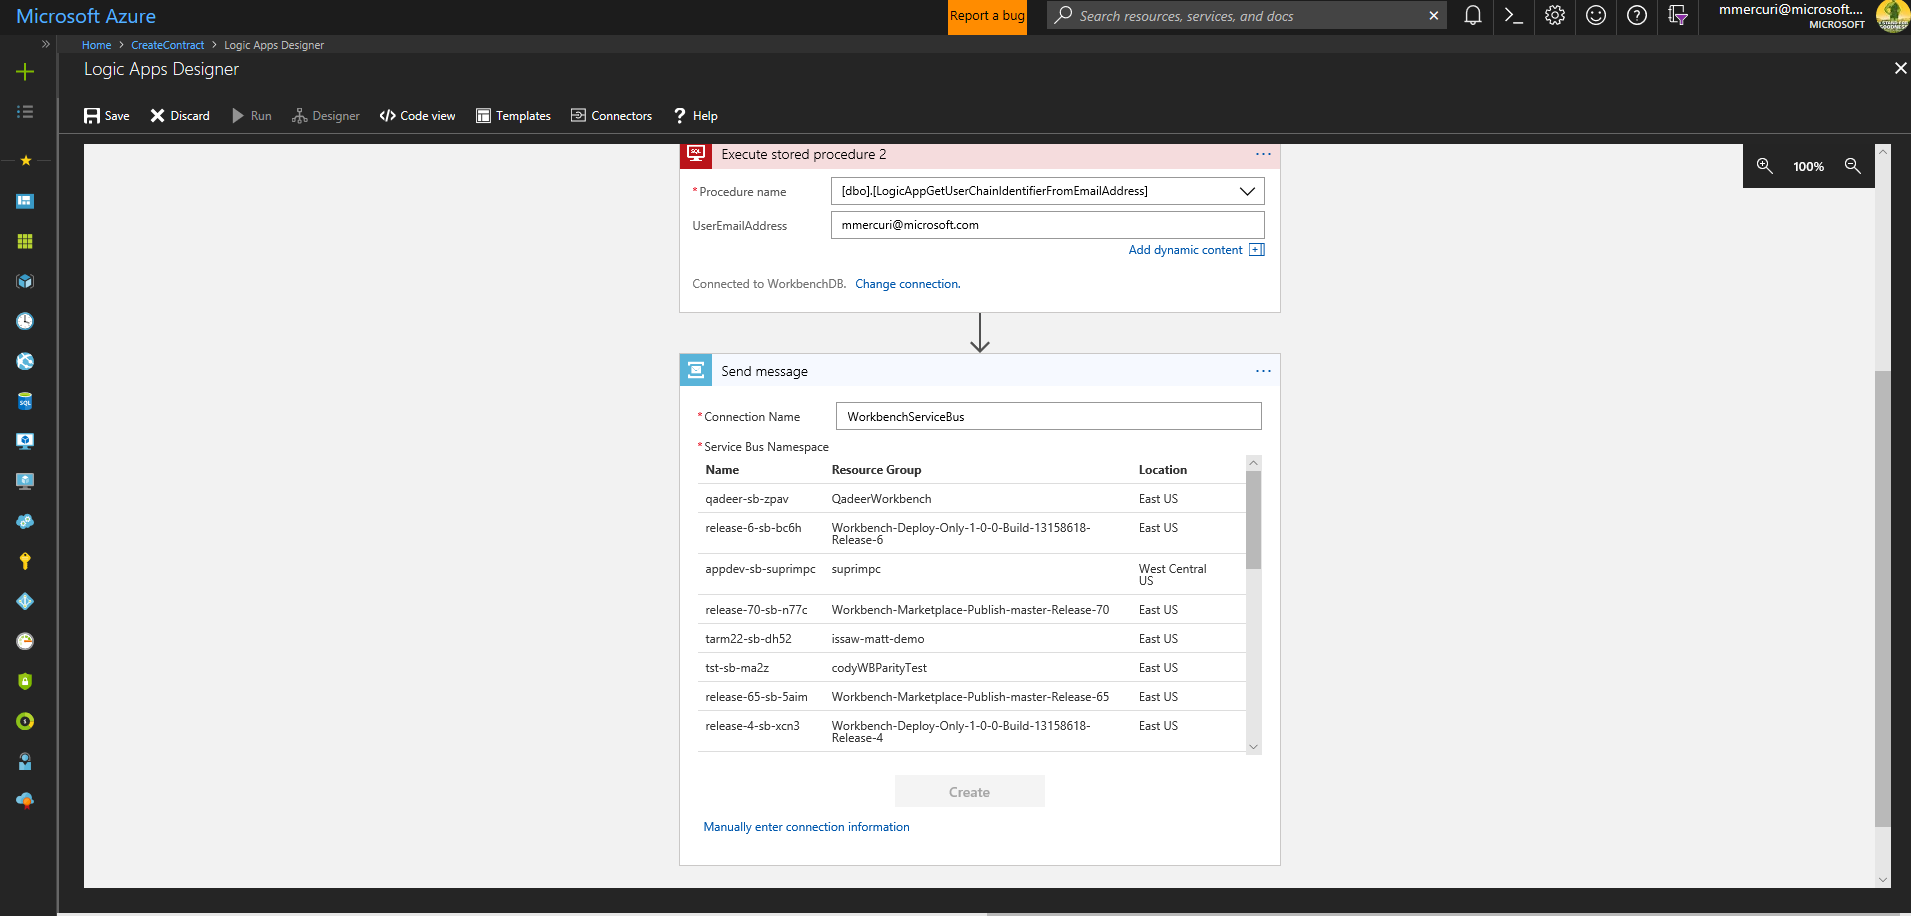 Microsoft Azure
Report a bug
Search resources, services, and docs
mmercuri@microsoft....
MICROSOFT
Home > CreateContract > Logic Apps Designer
Logic Apps Designer
Save Discard Run Designer Code view Templates Connectors Help
SQL
Execute stored procedure 2
100%
* Procedure name [dbo].[LogicAppGetUserChainIdentifierFromEmailAddress]
UserEmailAddress mmercuri@microsoft.com
Add dynamic content
Connected to WorkbenchDB. Change connection.
Send message
* Connection Name WorkbenchServiceBus
* Service Bus Namespace
Name Resource Group Location
qadeer-sb-zpav QadeerWorkbench East US
release-6-sb-bc6h Workbench-Deploy-Only-1-0-0-Build-13158618- East US
Release-6
appdev-sb-suprimpc suprimpc West Central
US
release-70-sb-n77c Workbench-Marketplace-Publish-master-Release-70 East US
tarm22-sb-dh52 issaw-matt-demo East US
tst-sb-ma2z codyWBParityTest East US
release-65-sb-5aim Workbench-Marketplace-Publish-master-Release-65 East US
release-4-sb-xcn3 Workbench-Deploy-Only-1-0-0-Build-13158618- East US
Release-4
Create
Manually enter connection information
SQL